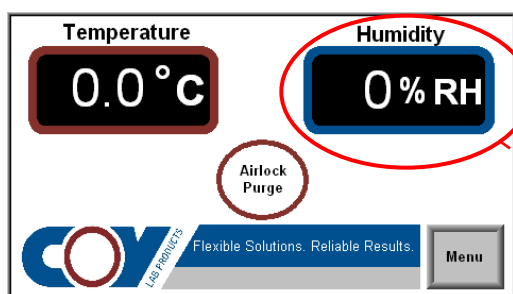 Temperature
Humidity
0.0 °C
0 % RH
Airlock
Purge
COY
LAB PRODUCTS
Flexible Solutions. Reliable Results.
Menu